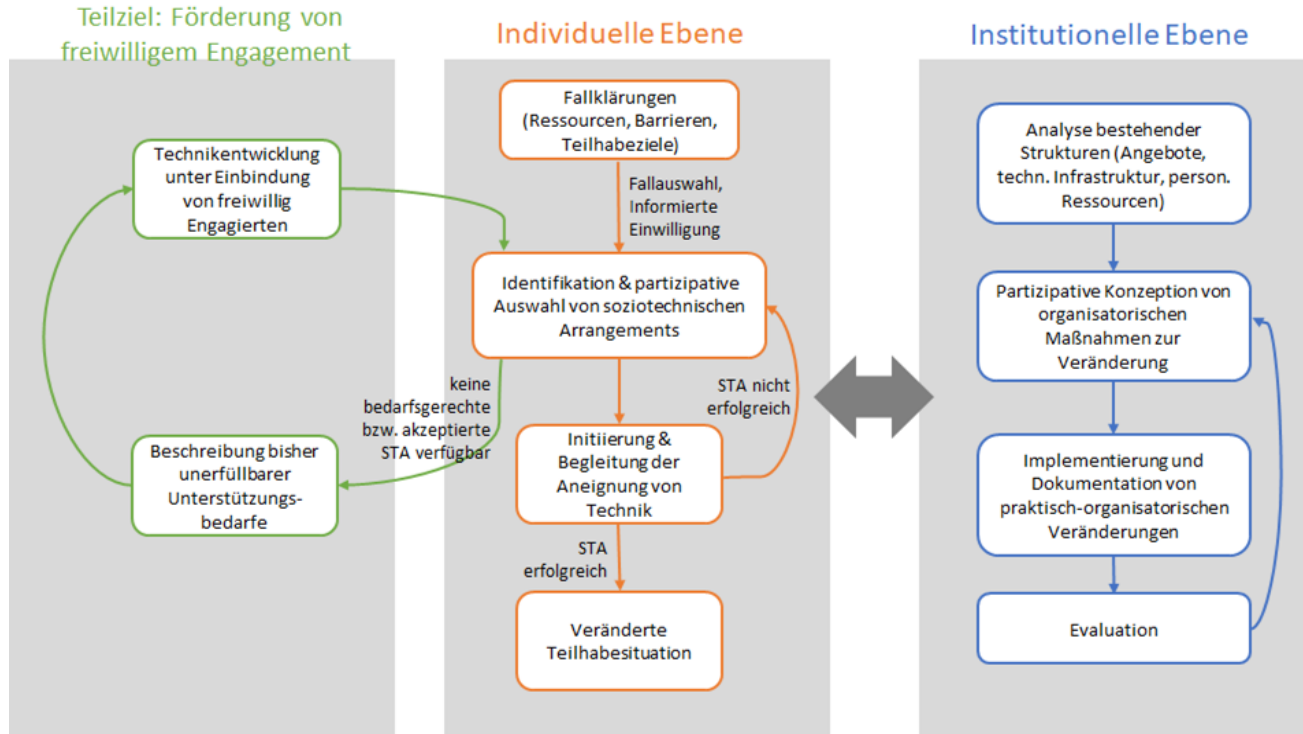 Teilziel: Förderung von
freiwilligem Engagement
Technikentwicklung
unter Einbindung
von freiwillig
Engagierten
Beschreibung bisher
unerfüllbarer
Unterstützungs-
bedarfe
Individuelle Ebene
Fallklärungen
(Ressourcen, Barrieren,
Teilhabeziele)
Fallauswahl,
Informierte
Einwilligung
Identifikation & partizipative
Auswahl von soziotechnischen
Arrangements
keine
bedarfsgerechte
bzw. akzeptierte
STA verfügbar
STA nicht
erfolgreich
Initiierung &
Begleitung der
Aneignung von
Technik
STA
erfolgreich
Veränderte
Teilhabesituation
Institutionelle Ebene
Analyse bestehender
Strukturen (Angebote,
techn. Infrastruktur, person.
Ressourcen)
Partizipative Konzeption von
organisatorischen
Maßnahmen zur
Veränderung
Implementierung und
Dokumentation von
praktisch-organisatorischen
Veränderungen
Evaluation